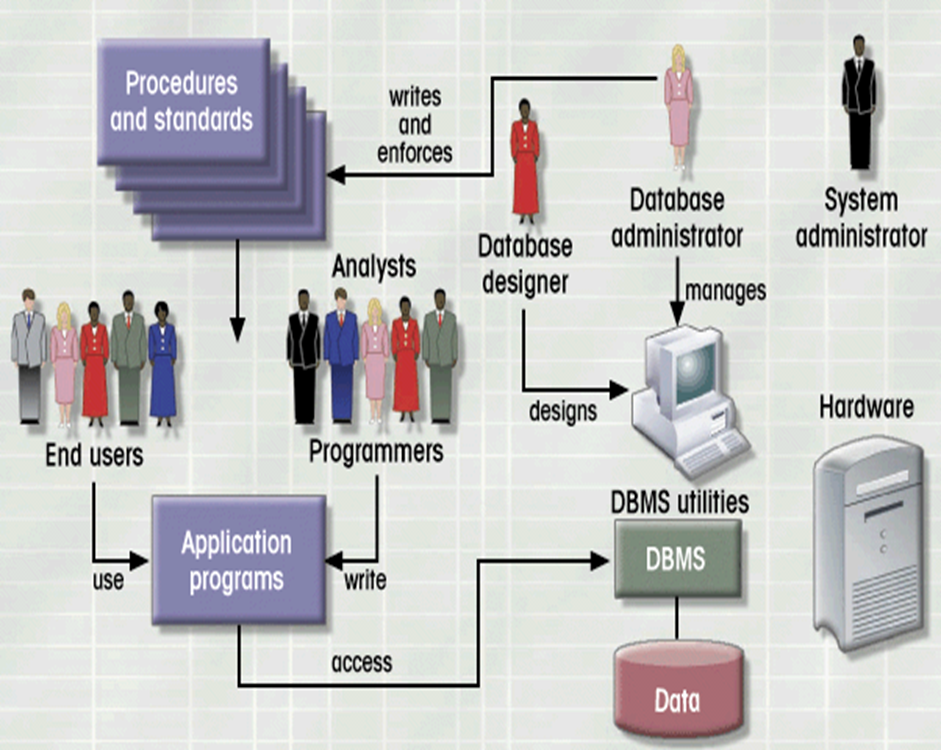 Procedures
and standards
writes
and
enforces
Database
designer
Database
administrator
System
administrator
manages
Analysts
designs
Hardware
End users
Programmers
DBMS utilities
Application
programs
use
write
DBMS
access
Data